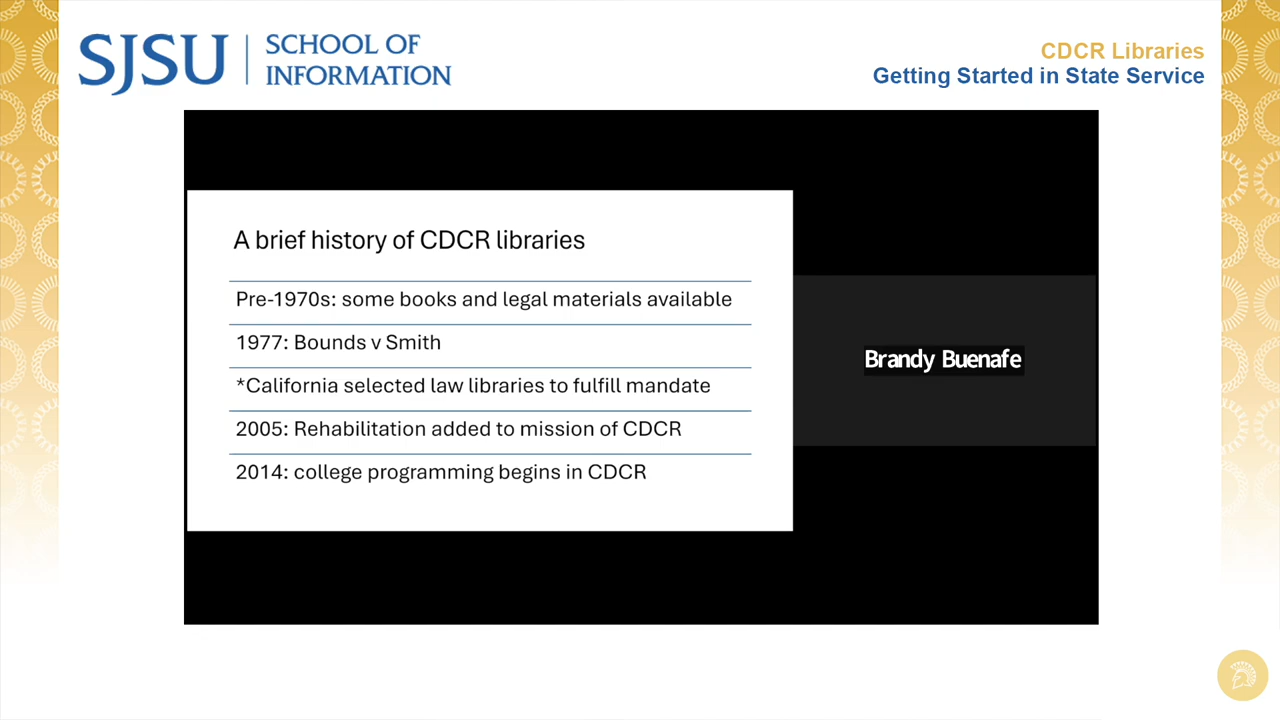 SJSU
SCHOOL OF
INFORMATION
CDCR Libraries
Getting Started in State Service
A brief history of CDCR libraries
Pre-1970s: some books and legal materials available
1977: Bounds v Smith
*California selected law libraries to fulfill mandate
2005: Rehabilitation added to mission of CDCR
2014: college programming begins in CDCR
Brandy Buenafe